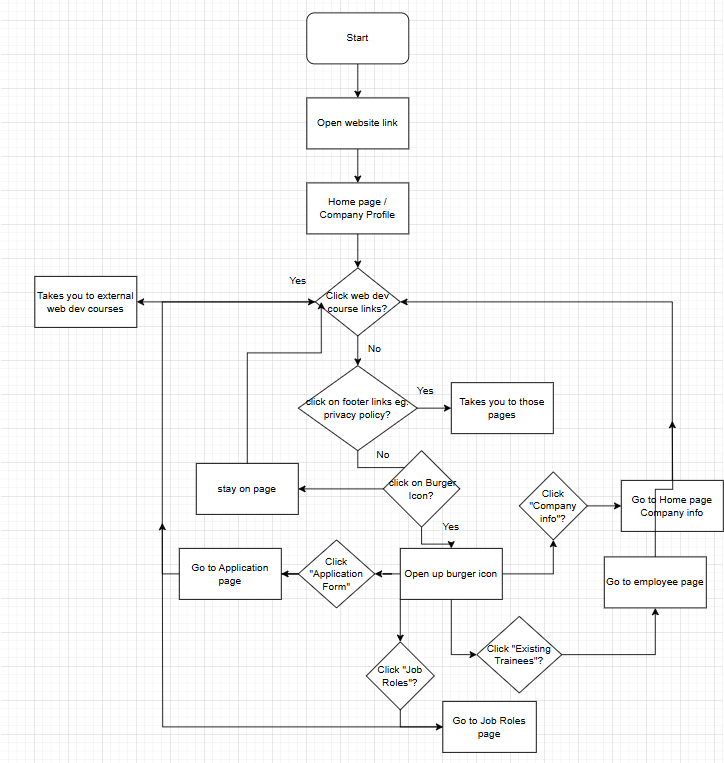 Start
Open website link
Home page /
Company Profile
Yes
Takes you to external
web dev courses
Click web dev
course links?
No
click on footer links eg.
privacy policy?
Yes
Takes you to those
pages
No
stay on page
click on Burger
Icon?
Click
"Company
info"?
Go to Home page
Company info
Yes
Go to Application
page
Click
"Application
Form"
Open up burger icon
Go to employee page
Click "Job
Roles"?
Click "Existing
Trainees"?
Go to Job Roles
page